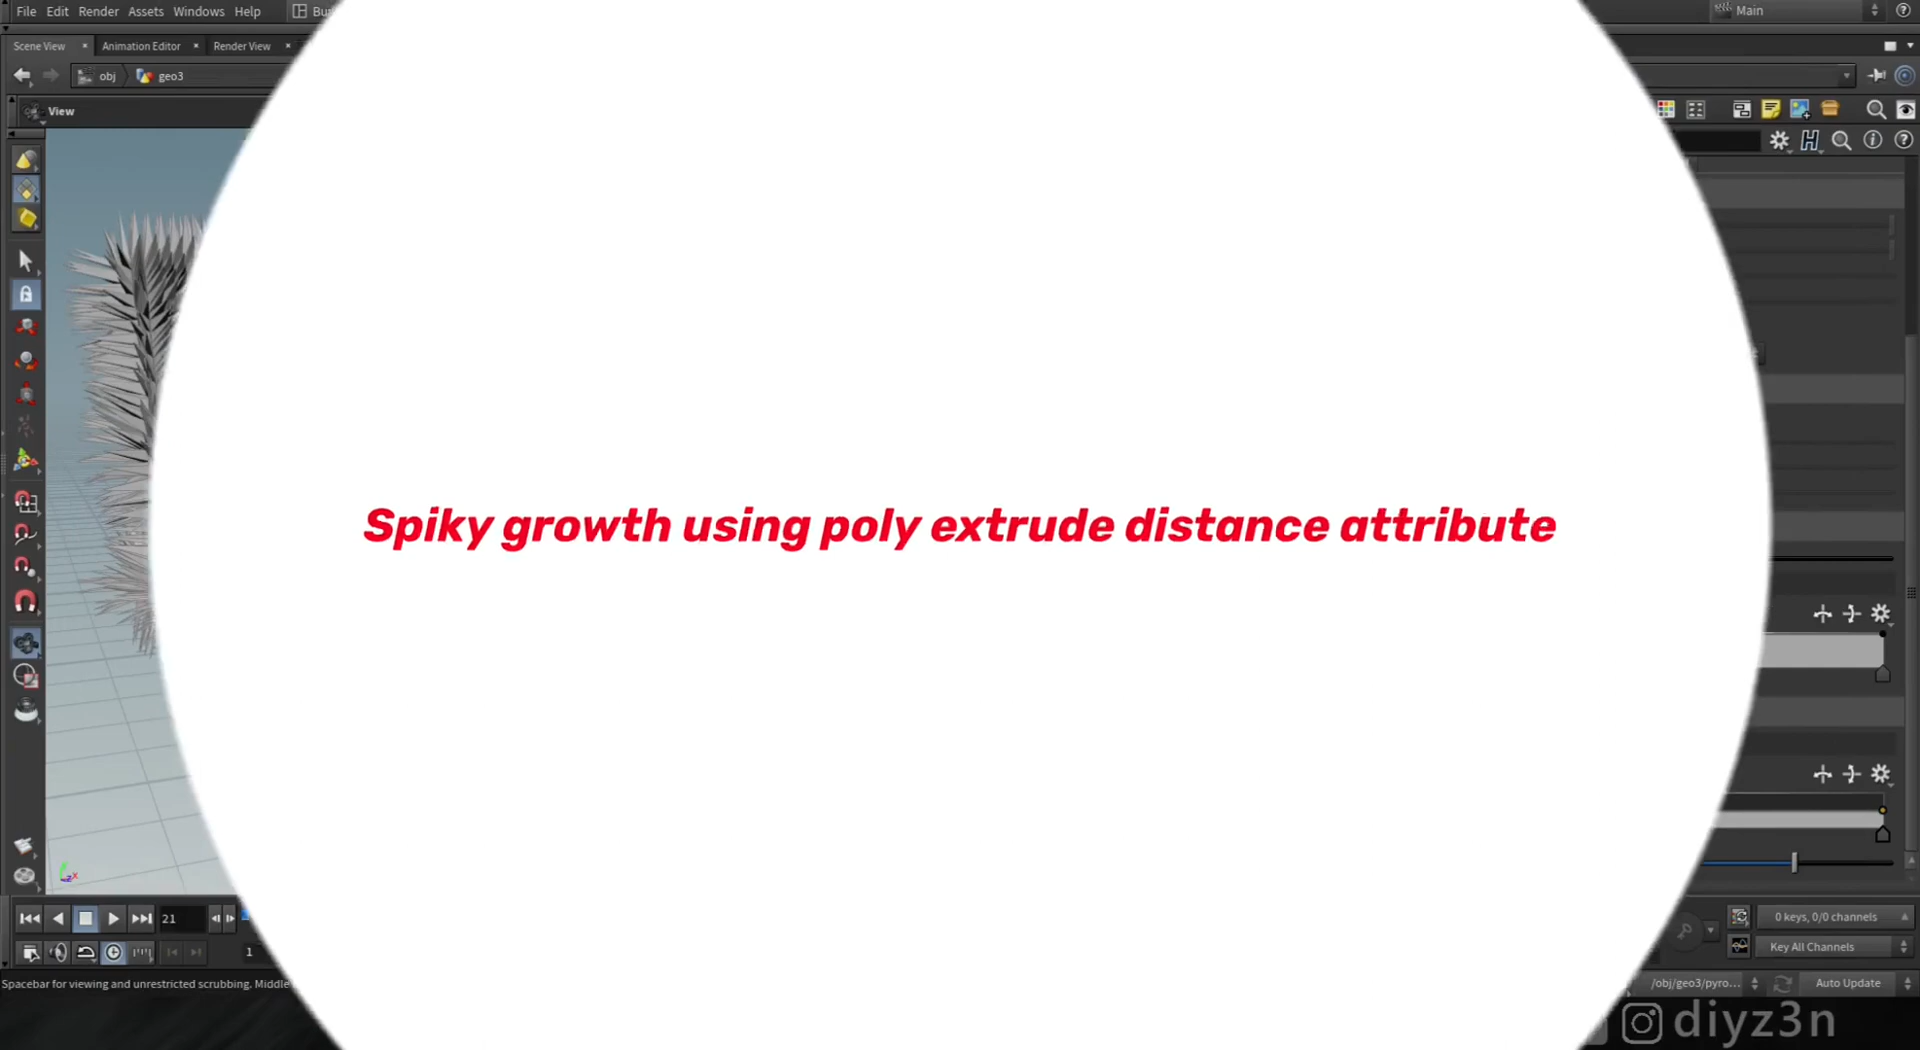 File Edit Render Assets Windows Help
Main
Scene View Animation Editor Render View
obj geo3
View
Spiky growth using poly extrude distance attribute
21
0 keys, 0/0 channels
1
Key All Channels
Spacebar for viewing and unrestricted scrubbing. Middle
/obj/geo3/pyro... Auto Update
diyz3n